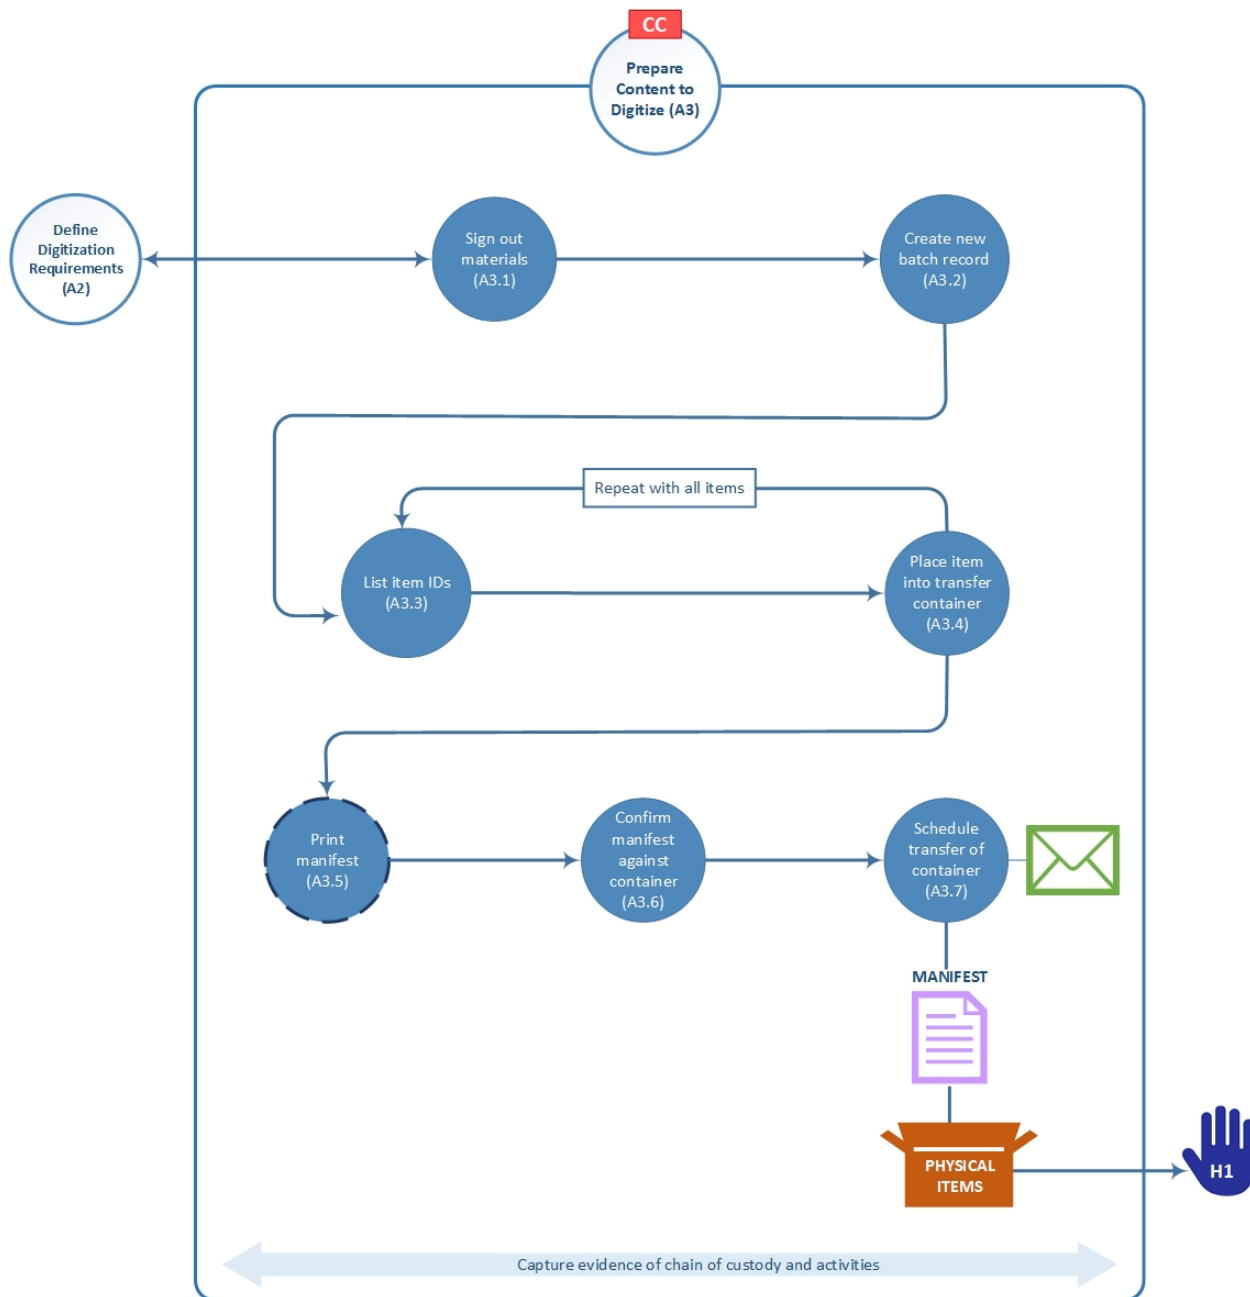 CC
Prepare
Content to
Digitize (A3)
Define
Digitization
Requirements
(A2)
Sign out
materials
(A3.1)
Create new
batch record
(A3.2)
Repeat with all items
List item IDs
(A3.3)
Place item
into transfer
container
(A3.4)
Print
manifest
(A3.5)
Confirm
manifest
against
container
(A3.6)
Schedule
transfer of
container
(A3.7)
MANIFEST
PHYSICAL
ITEMS
H1
Capture evidence of chain of custody and activities